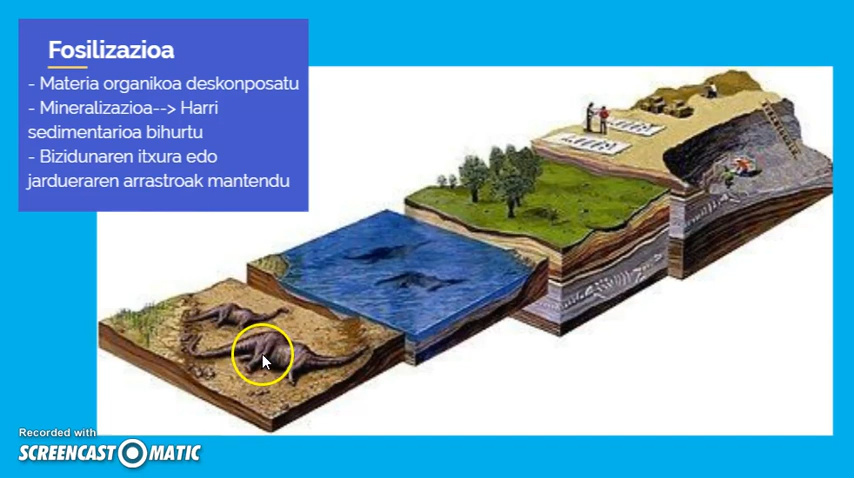 Fosilizazioa
- Materia organikoa deskonposatu
- Mineralizazioa--> Harri
sedimentarioa bihurtu
- Bizidunaren itxura edo
jardueraren arrastroak mantendu
Recorded with
SCREENCAST MATIC